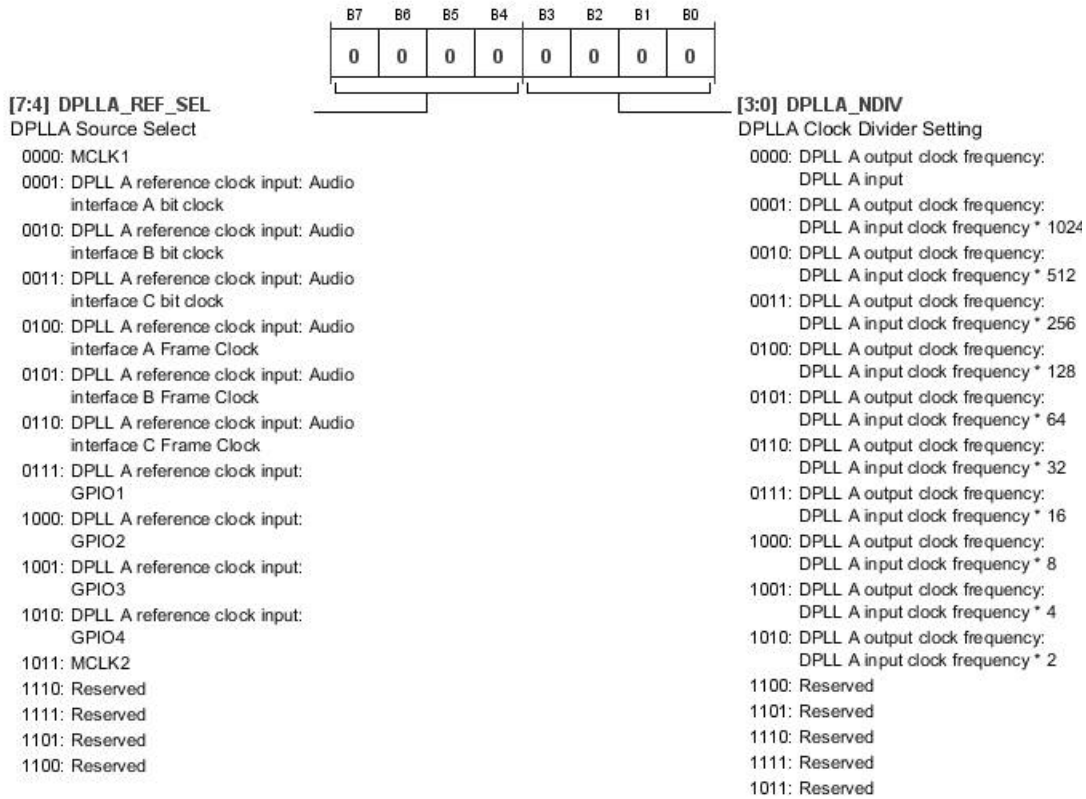 B7 B6 B5 B4 B3 B2 B1 B0
0 0 0 0 0 0 0 0
[7:4] DPLLA_REF_SEL
DPLLA Source Select
0000: MCLK1
0001: DPLL A reference clock input: Audio
interface A bit clock
0010: DPLL A reference clock input: Audio
interface B bit clock
0011: DPLL A reference clock input: Audio
interface C bit clock
0100: DPLL A reference clock input: Audio
interface A Frame Clock
0101: DPLL A reference clock input: Audio
interface B Frame Clock
0110: DPLL A reference clock input: Audio
interface C Frame Clock
0111: DPLL A reference clock input:
GPIO1
1000: DPLL A reference clock input:
GPIO2
1001: DPLL A reference clock input:
GPIO3
1010: DPLL A reference clock input:
GPIO4
1011: MCLK2
1110: Reserved
1111: Reserved
1101: Reserved
1100: Reserved
[3:0] DPLLA_NDIV
DPLLA Clock Divider Setting
0000: DPLL A output clock frequency:
DPLL A input
0001: DPLL A output clock frequency:
DPLL A input clock frequency * 1024
0010: DPLL A output clock frequency:
DPLL A input clock frequency * 512
0011: DPLL A output clock frequency:
DPLL A input clock frequency * 256
0100: DPLL A output clock frequency:
DPLL A input clock frequency * 128
0101: DPLL A output clock frequency:
DPLL A input clock frequency * 64
0110: DPLL A output clock frequency:
DPLL A input clock frequency * 32
0111: DPLL A output clock frequency:
DPLL A input clock frequency * 16
1000: DPLL A output clock frequency:
DPLL A input clock frequency * 8
1001: DPLL A output clock frequency:
DPLL A input clock frequency * 4
1010: DPLL A output clock frequency:
DPLL A input clock frequency * 2
1100: Reserved
1101: Reserved
1110: Reserved
1111: Reserved
1011: Reserved